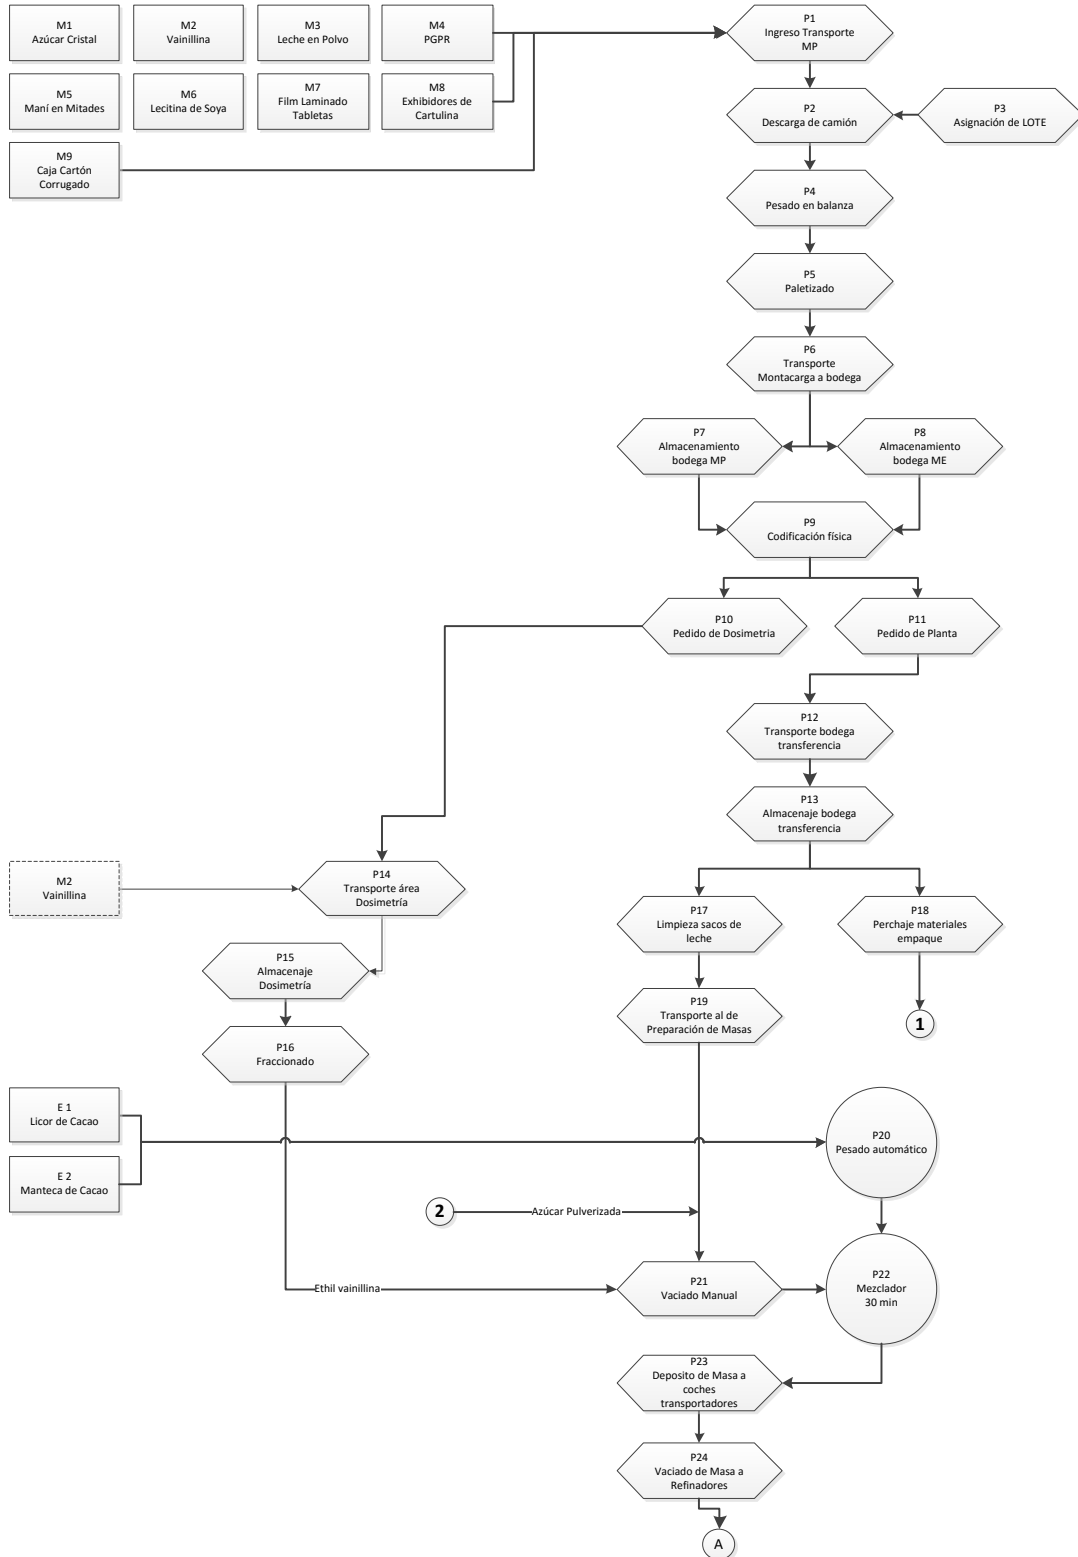 M1
Azúcar Cristal
M2
Vainillina
M3
Leche en Polvo
M4
PGPR
P1
Ingreso Transporte
MP
M5
Maní en Mitades
M6
Lecitina de Soya
M7
Film Laminado
Tabletas
M8
Exhibidores de
Cartulina
P2
Descarga de camión
P3
Asignación de LOTE
M9
Caja Cartón
Corrugado
P4
Pesado en balanza
P5
Paletizado
P6
Transporte
Montacarga a bodega
P7
Almacenamiento
bodega MP
P8
Almacenamiento
bodega ME
P9
Codificación física
P10
Pedido de Dosimetria
P11
Pedido de Planta
P12
Transporte bodega
transferencia
P13
Almacenaje bodega
transferencia
M2
Vainillina
P14
Transporte área
Dosimetría
P17
Limpieza sacos de
leche
P18
Perchaje materiales
empaque
P15
Almacenaje
Dosimetría
P19
Transporte al de
Preparación de Masas
1
P16
Fraccionado
E 1
Licor de Cacao
P20
Pesado automático
E 2
Manteca de Cacao
2
Azúcar Pulverizada
Ethil vainillina
P21
Vaciado Manual
P22
Mezclador
30 min
P23
Deposito de Masa a
coches
transportadores
P24
Vaciado de Masa a
Refinadores
A